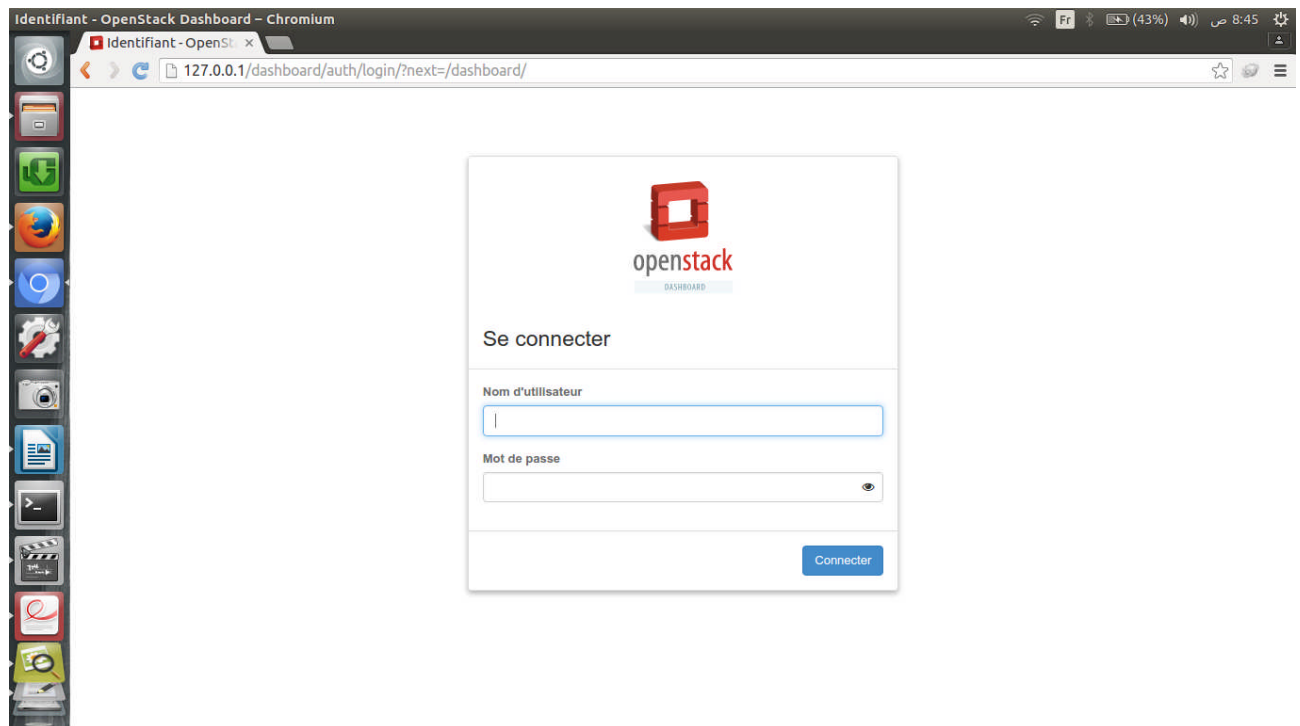 Identifiant - OpenStack Dashboard – Chromium
Fr (43%) 8:45 ص
Identifiant - OpenSt
127.0.0.1/dashboard/auth/login/?next=/dashboard/
openstack
DASHBOARD
Se connecter
Nom d'utilisateur
Mot de passe
Connecter